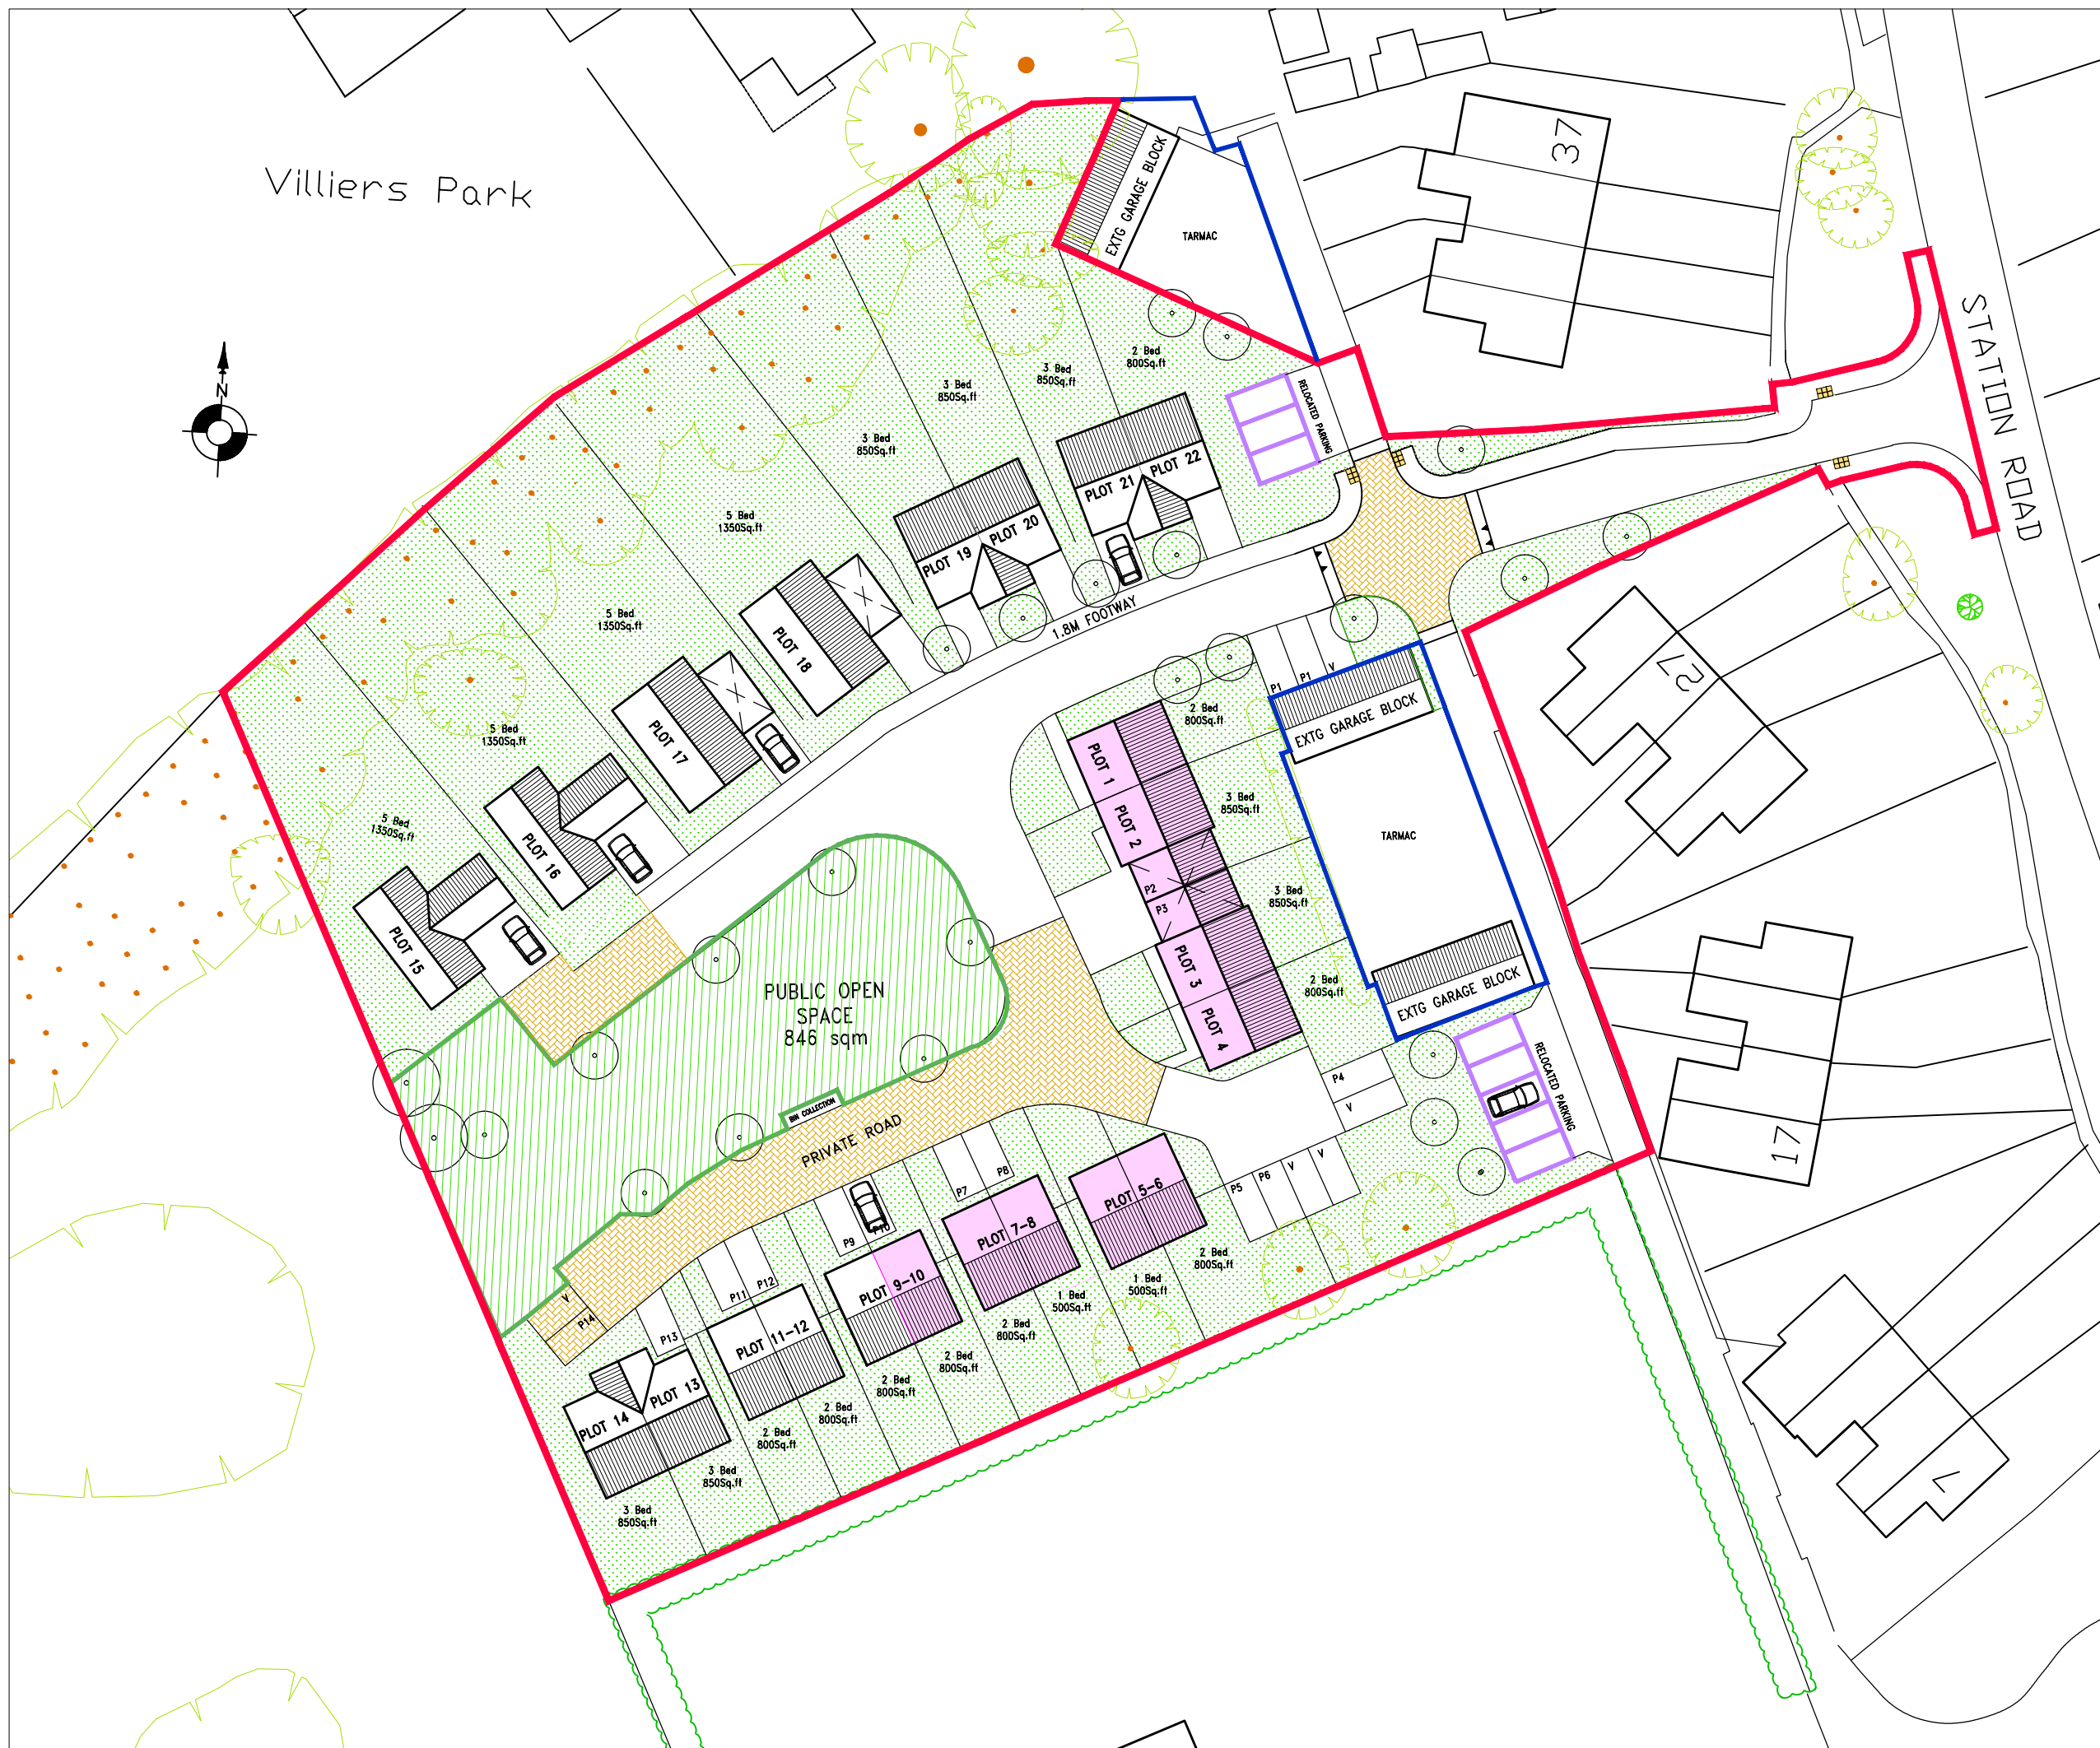 Villiers Park
N
37
EXTG GARAGE BLOCK
TARMAC
STATION ROAD
2 Bed
800Sq.ft
3 Bed
850Sq.ft
3 Bed
850Sq.ft
3 Bed
850Sq.ft
5 Bed
1350Sq.ft
5 Bed
1350Sq.ft
5 Bed
1350Sq.ft
5 Bed
1350Sq.ft
RELOCATED PARKING
PLOT 22
PLOT 21
PLOT 20
PLOT 19
PLOT 18
PLOT 17
PLOT 16
PLOT 15
1.8M FOOTWAY
27
P1
P1
V
EXTG GARAGE BLOCK
TARMAC
EXTG GARAGE BLOCK
2 Bed
800Sq.ft
3 Bed
850Sq.ft
3 Bed
850Sq.ft
2 Bed
800Sq.ft
PLOT 1
PLOT 2
P2
P3
PLOT 3
PLOT 4
PUBLIC OPEN
SPACE
846 sqm
BIN COLLECTION
PRIVATE ROAD
P4
V
RELOCATED PARKING
17
P5
P6
V
V
P7
P8
P9
P10
P11
P12
P13
P14
V
PLOT 5-6
PLOT 7-8
PLOT 9-10
PLOT 11-12
PLOT 13
PLOT 14
2 Bed
800Sq.ft
1 Bed
500Sq.ft
1 Bed
500Sq.ft
2 Bed
800Sq.ft
2 Bed
800Sq.ft
2 Bed
800Sq.ft
2 Bed
800Sq.ft
2 Bed
800Sq.ft
3 Bed
850Sq.ft
3 Bed
850Sq.ft
7